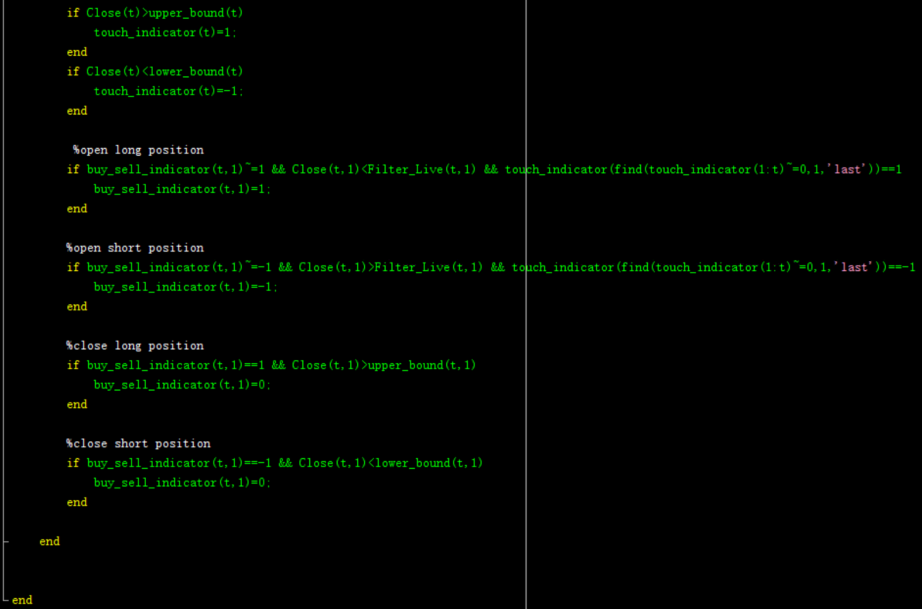 if Close(t)>upper_bound(t)
touch_indicator(t)=1;
end
if Close(t)<lower_bound(t)
touch_indicator(t)=-1;
end
%open long position
if buy_sell_indicator(t,1)~=1 && Close(t,1)<Filter_Live(t,1) && touch_indicator(find(touch_indicator(1:t)~=0,1,'last'))==1
buy_sell_indicator(t,1)=1;
end
%open short position
if buy_sell_indicator(t,1)~=-1 && Close(t,1)>Filter_Live(t,1) && touch_indicator(find(touch_indicator(1:t)~=0,1,'last'))==-1
buy_sell_indicator(t,1)=-1;
end
%close long position
if buy_sell_indicator(t,1)==1 && Close(t,1)>upper_bound(t,1)
buy_sell_indicator(t,1)=0;
end
%close short position
if buy_sell_indicator(t,1)==-1 && Close(t,1)<lower_bound(t,1)
buy_sell_indicator(t,1)=0;
end
end
end